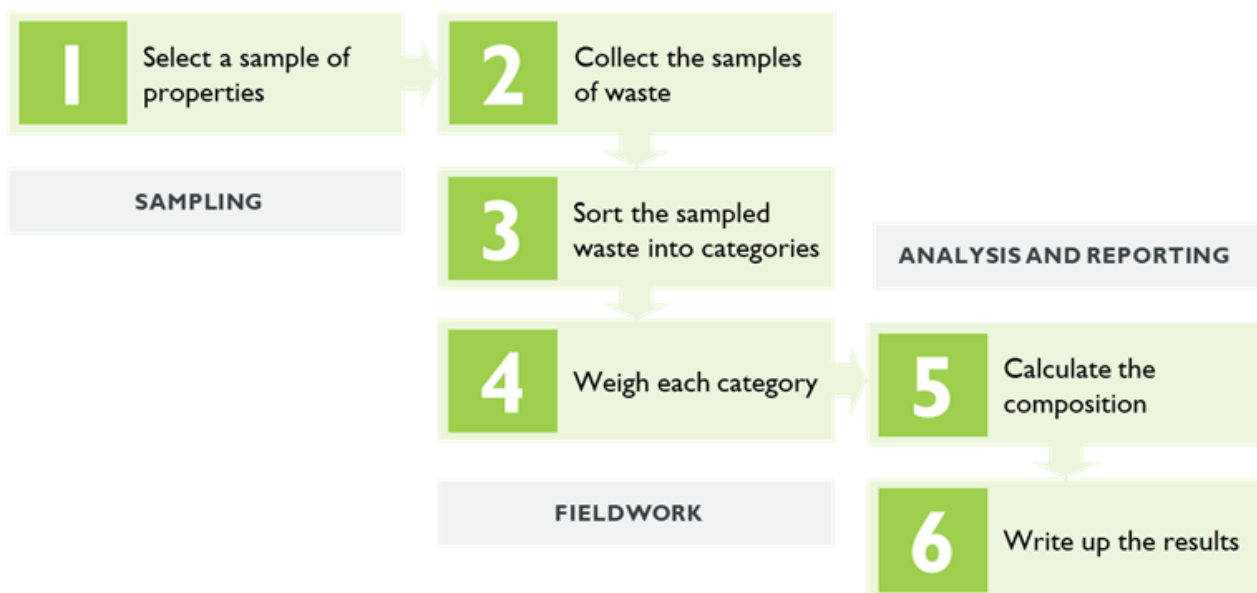 1
Select a sample of
properties
SAMPLING
2
Collect the samples
of waste
3
Sort the sampled
waste into categories
4
Weigh each category
FIELDWORK
ANALYSIS AND REPORTING
5
Calculate the
composition
6
Write up the results